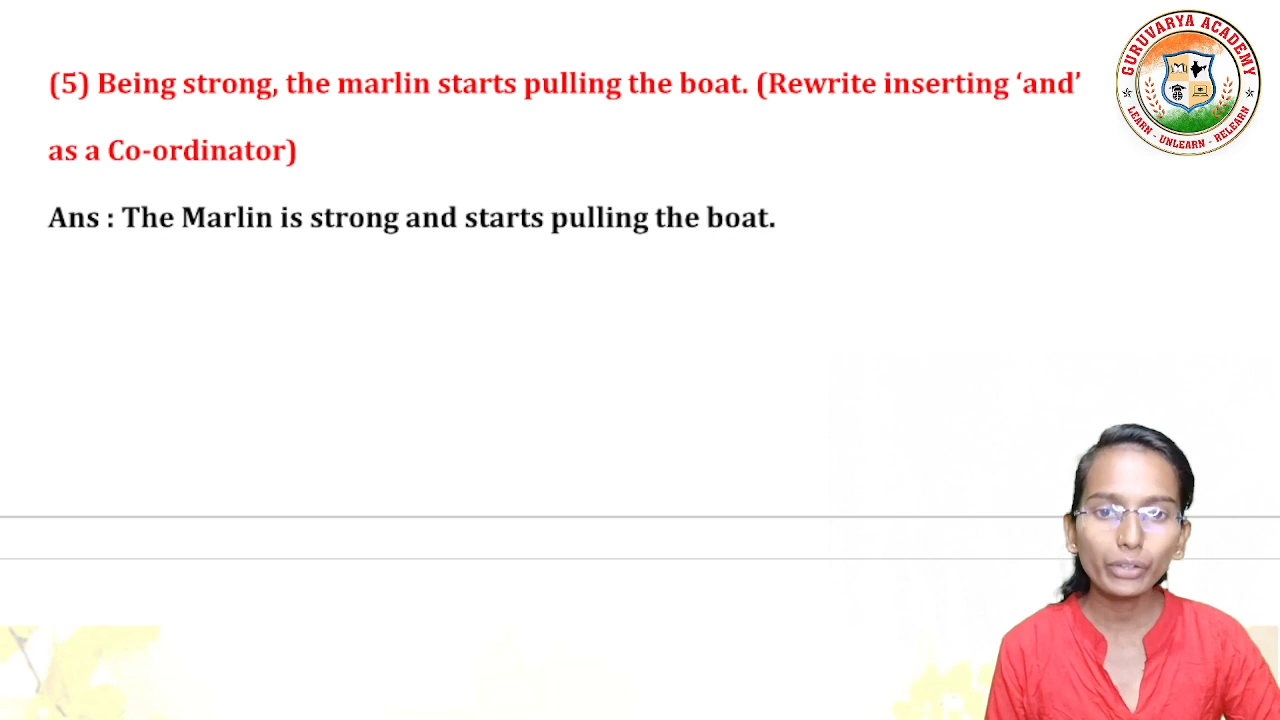 (5) Being strong, the marlin starts pulling the boat. (Rewrite inserting ‘and’
as a Co-ordinator)
Ans : The Marlin is strong and starts pulling the boat.
GURUVARYA ACADEMY
LEARN - UNLEARN - RELEARN